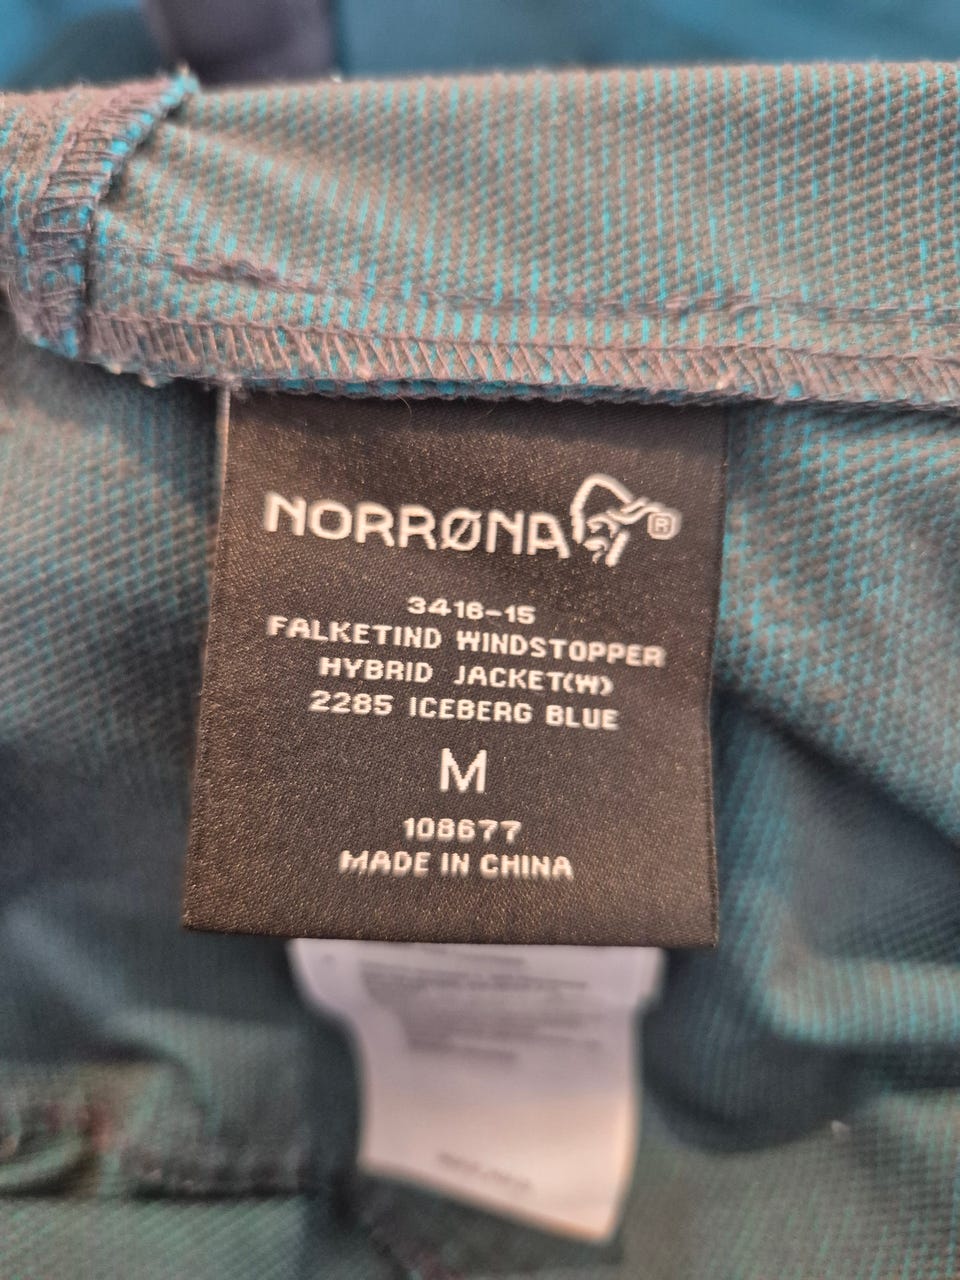 NORRØNA®
3416-15
FALKETIND WINDSTOPPER
HYBRID JACKET(W)
2285 ICEBERG BLUE
M
108677
MADE IN CHINA